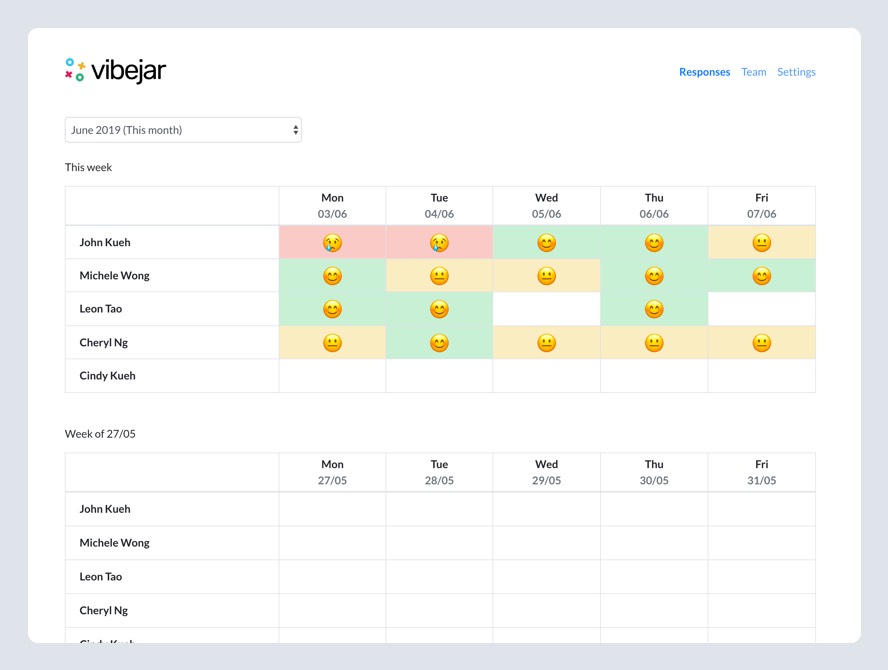 vibejar
Responses Team Settings
June 2019 (This month)
This week
Mon Tue Wed Thu Fri
03/06 04/06 05/06 06/06 07/06
John Kueh
Michele Wong
Leon Tao
Cheryl Ng
Cindy Kueh
Week of 27/05
Mon Tue Wed Thu Fri
27/05 28/05 29/05 30/05 31/05
John Kueh
Michele Wong
Leon Tao
Cheryl Ng
Cindy Kueh